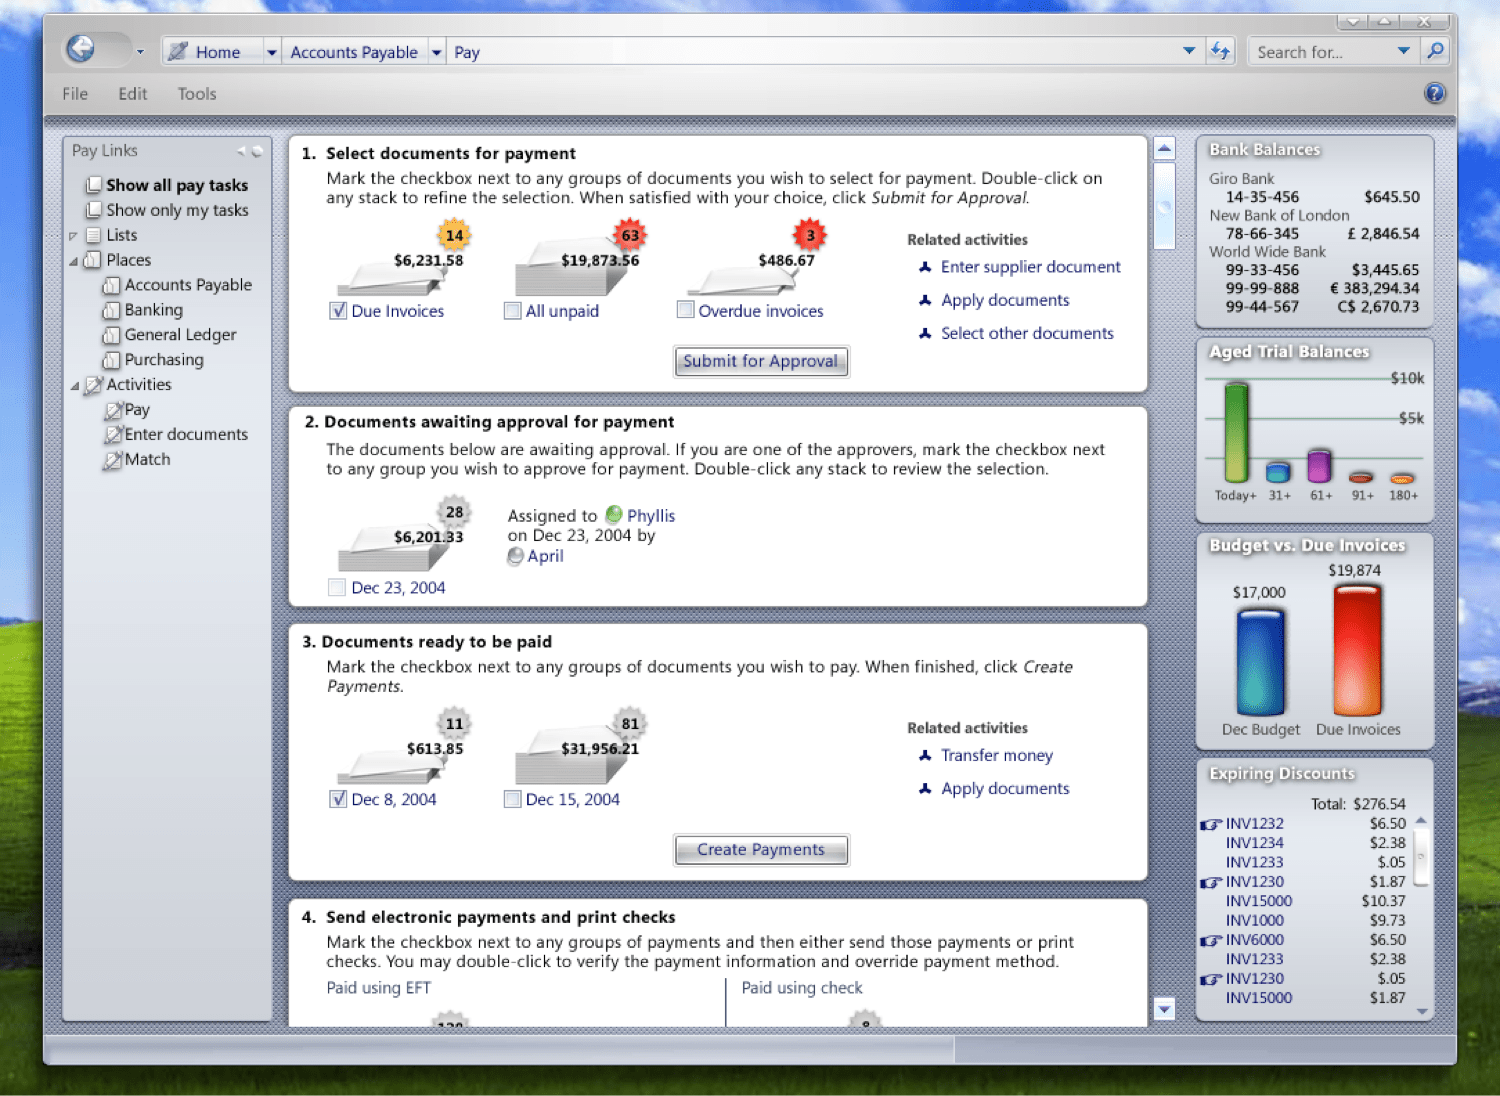 Home
Accounts Payable
Pay
Search for...
File
Edit
Tools
Pay Links
Show all pay tasks
Show only my tasks
Lists
Places
Accounts Payable
Banking
General Ledger
Purchasing
Activities
Pay
Enter documents
Match
1. Select documents for payment
Mark the checkbox next to any groups of documents you wish to select for payment. Double-click on
any stack to refine the selection. When satisfied with your choice, click Submit for Approval.
14
$6,231.58
Due Invoices
63
$19,873.56
All unpaid
3
$486.67
Overdue invoices
Related activities
Enter supplier document
Apply documents
Select other documents
Submit for Approval
2. Documents awaiting approval for payment
The documents below are awaiting approval. If you are one of the approvers, mark the checkbox next
to any group you wish to approve for payment. Double-click any stack to review the selection.
28
$6,201.33
Dec 23, 2004
Assigned to Phyllis
on Dec 23, 2004 by
April
3. Documents ready to be paid
Mark the checkbox next to any groups of documents you wish to pay. When finished, click Create
Payments.
11
$613.85
Dec 8, 2004
81
$31,956.21
Dec 15, 2004
Related activities
Transfer money
Apply documents
Create Payments
4. Send electronic payments and print checks
Mark the checkbox next to any groups of payments and then either send those payments or print
checks. You may double-click to verify the payment information and override payment method.
Paid using EFT
Paid using check
Bank Balances
Giro Bank
14-35-456 $645.50
New Bank of London
78-66-345 £ 2,846.54
World Wide Bank
99-33-456 $3,445.65
99-99-888 € 383,294.34
99-44-567 C$ 2,670.73
Aged Trial Balances
$10k
$5k
Today+ 31+ 61+ 91+ 180+
Budget vs. Due Invoices
$19,874
$17,000
Dec Budget Due Invoices
Expiring Discounts
Total: $276.54
INV1232 $6.50
INV1234 $2.38
INV1233 $.05
INV1230 $1.87
INV15000 $10.37
INV1000 $9.73
INV6000 $6.50
INV1233 $2.38
INV1230 $.05
INV15000 $1.87